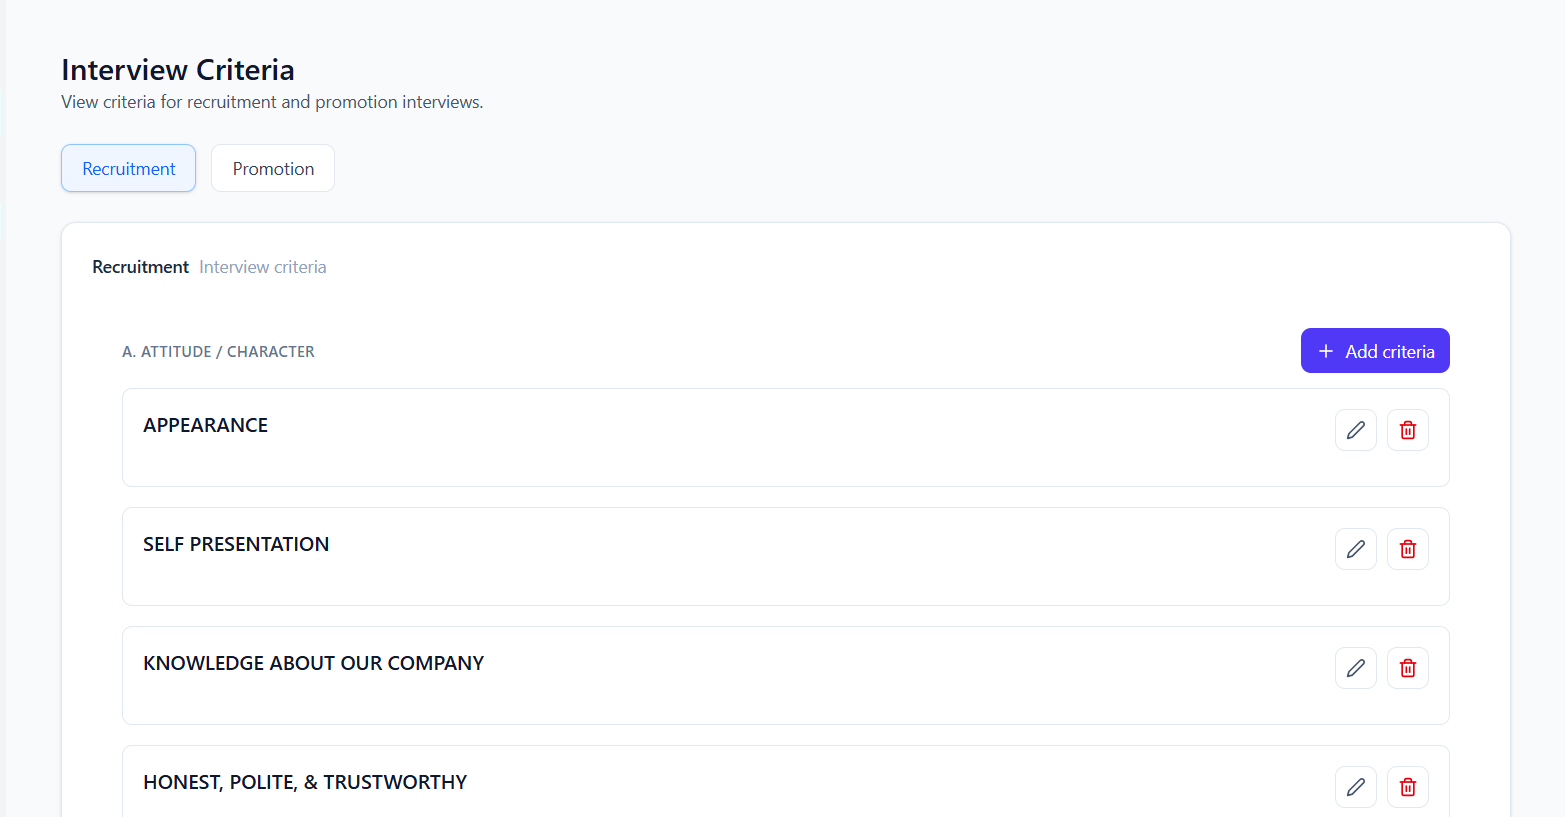 Interview Criteria
View criteria for recruitment and promotion interviews.
Recruitment
Promotion
Recruitment Interview criteria
A. ATTITUDE / CHARACTER
Add criteria
APPEARANCE
SELF PRESENTATION
KNOWLEDGE ABOUT OUR COMPANY
HONEST, POLITE, & TRUSTWORTHY